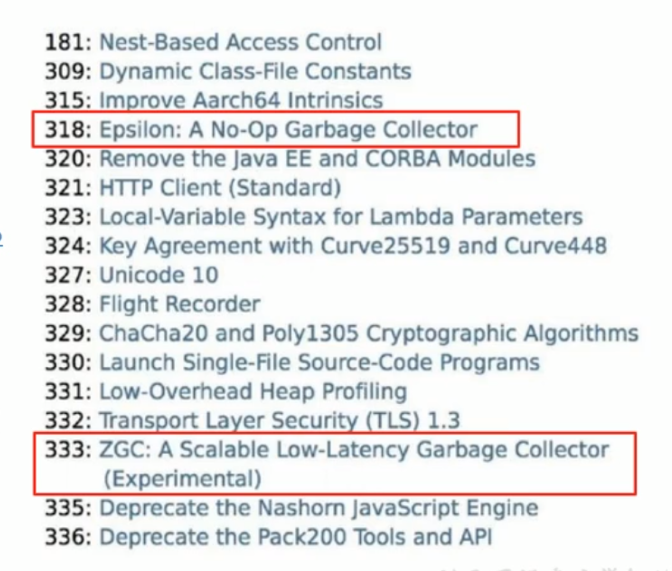 181: Nest-Based Access Control
309: Dynamic Class-File Constants
315: Improve Aarch64 Intrinsics
318: Epsilon: A No-Op Garbage Collector
320: Remove the Java EE and CORBA Modules
321: HTTP Client (Standard)
323: Local-Variable Syntax for Lambda Parameters
324: Key Agreement with Curve25519 and Curve448
327: Unicode 10
328: Flight Recorder
329: ChaCha20 and Poly1305 Cryptographic Algorithms
330: Launch Single-File Source-Code Programs
331: Low-Overhead Heap Profiling
332: Transport Layer Security (TLS) 1.3
333: ZGC: A Scalable Low-Latency Garbage Collector
(Experimental)
335: Deprecate the Nashorn JavaScript Engine
336: Deprecate the Pack200 Tools and API